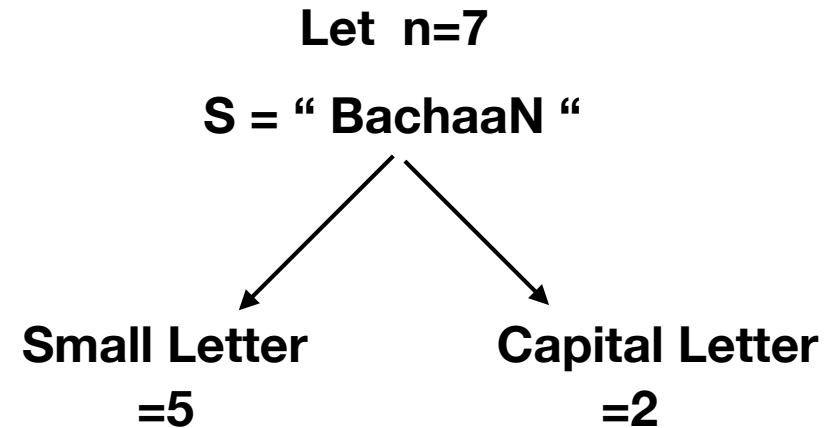 Let n=7
S = “ BachaaN “
Small Letter Capital Letter
=5 =2